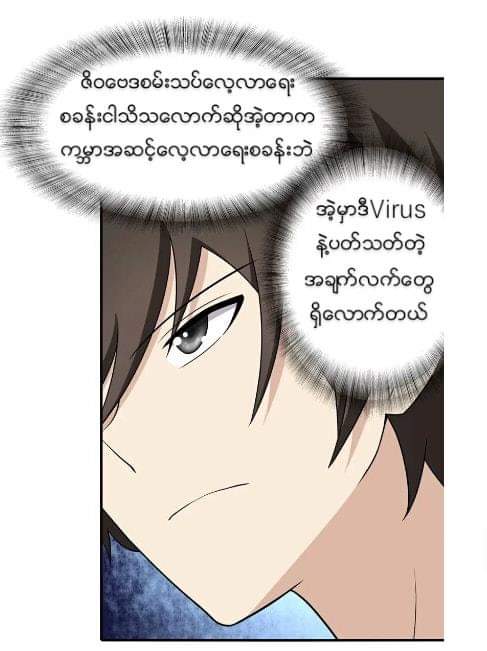 ဇိဝဗေဒစမ်းသပ်လေ့လာရေး
စခန်းငါသိသလောက်ဆိုအဲ့တာက
ကမ္ဘာအဆင့်လေ့လာရေးစခန်းဘဲ
အဲ့မှာဒီVirus
နဲ့ပတ်သတ်တဲ့
အချက်လက်တွေ
ရှိလောက်တယ်